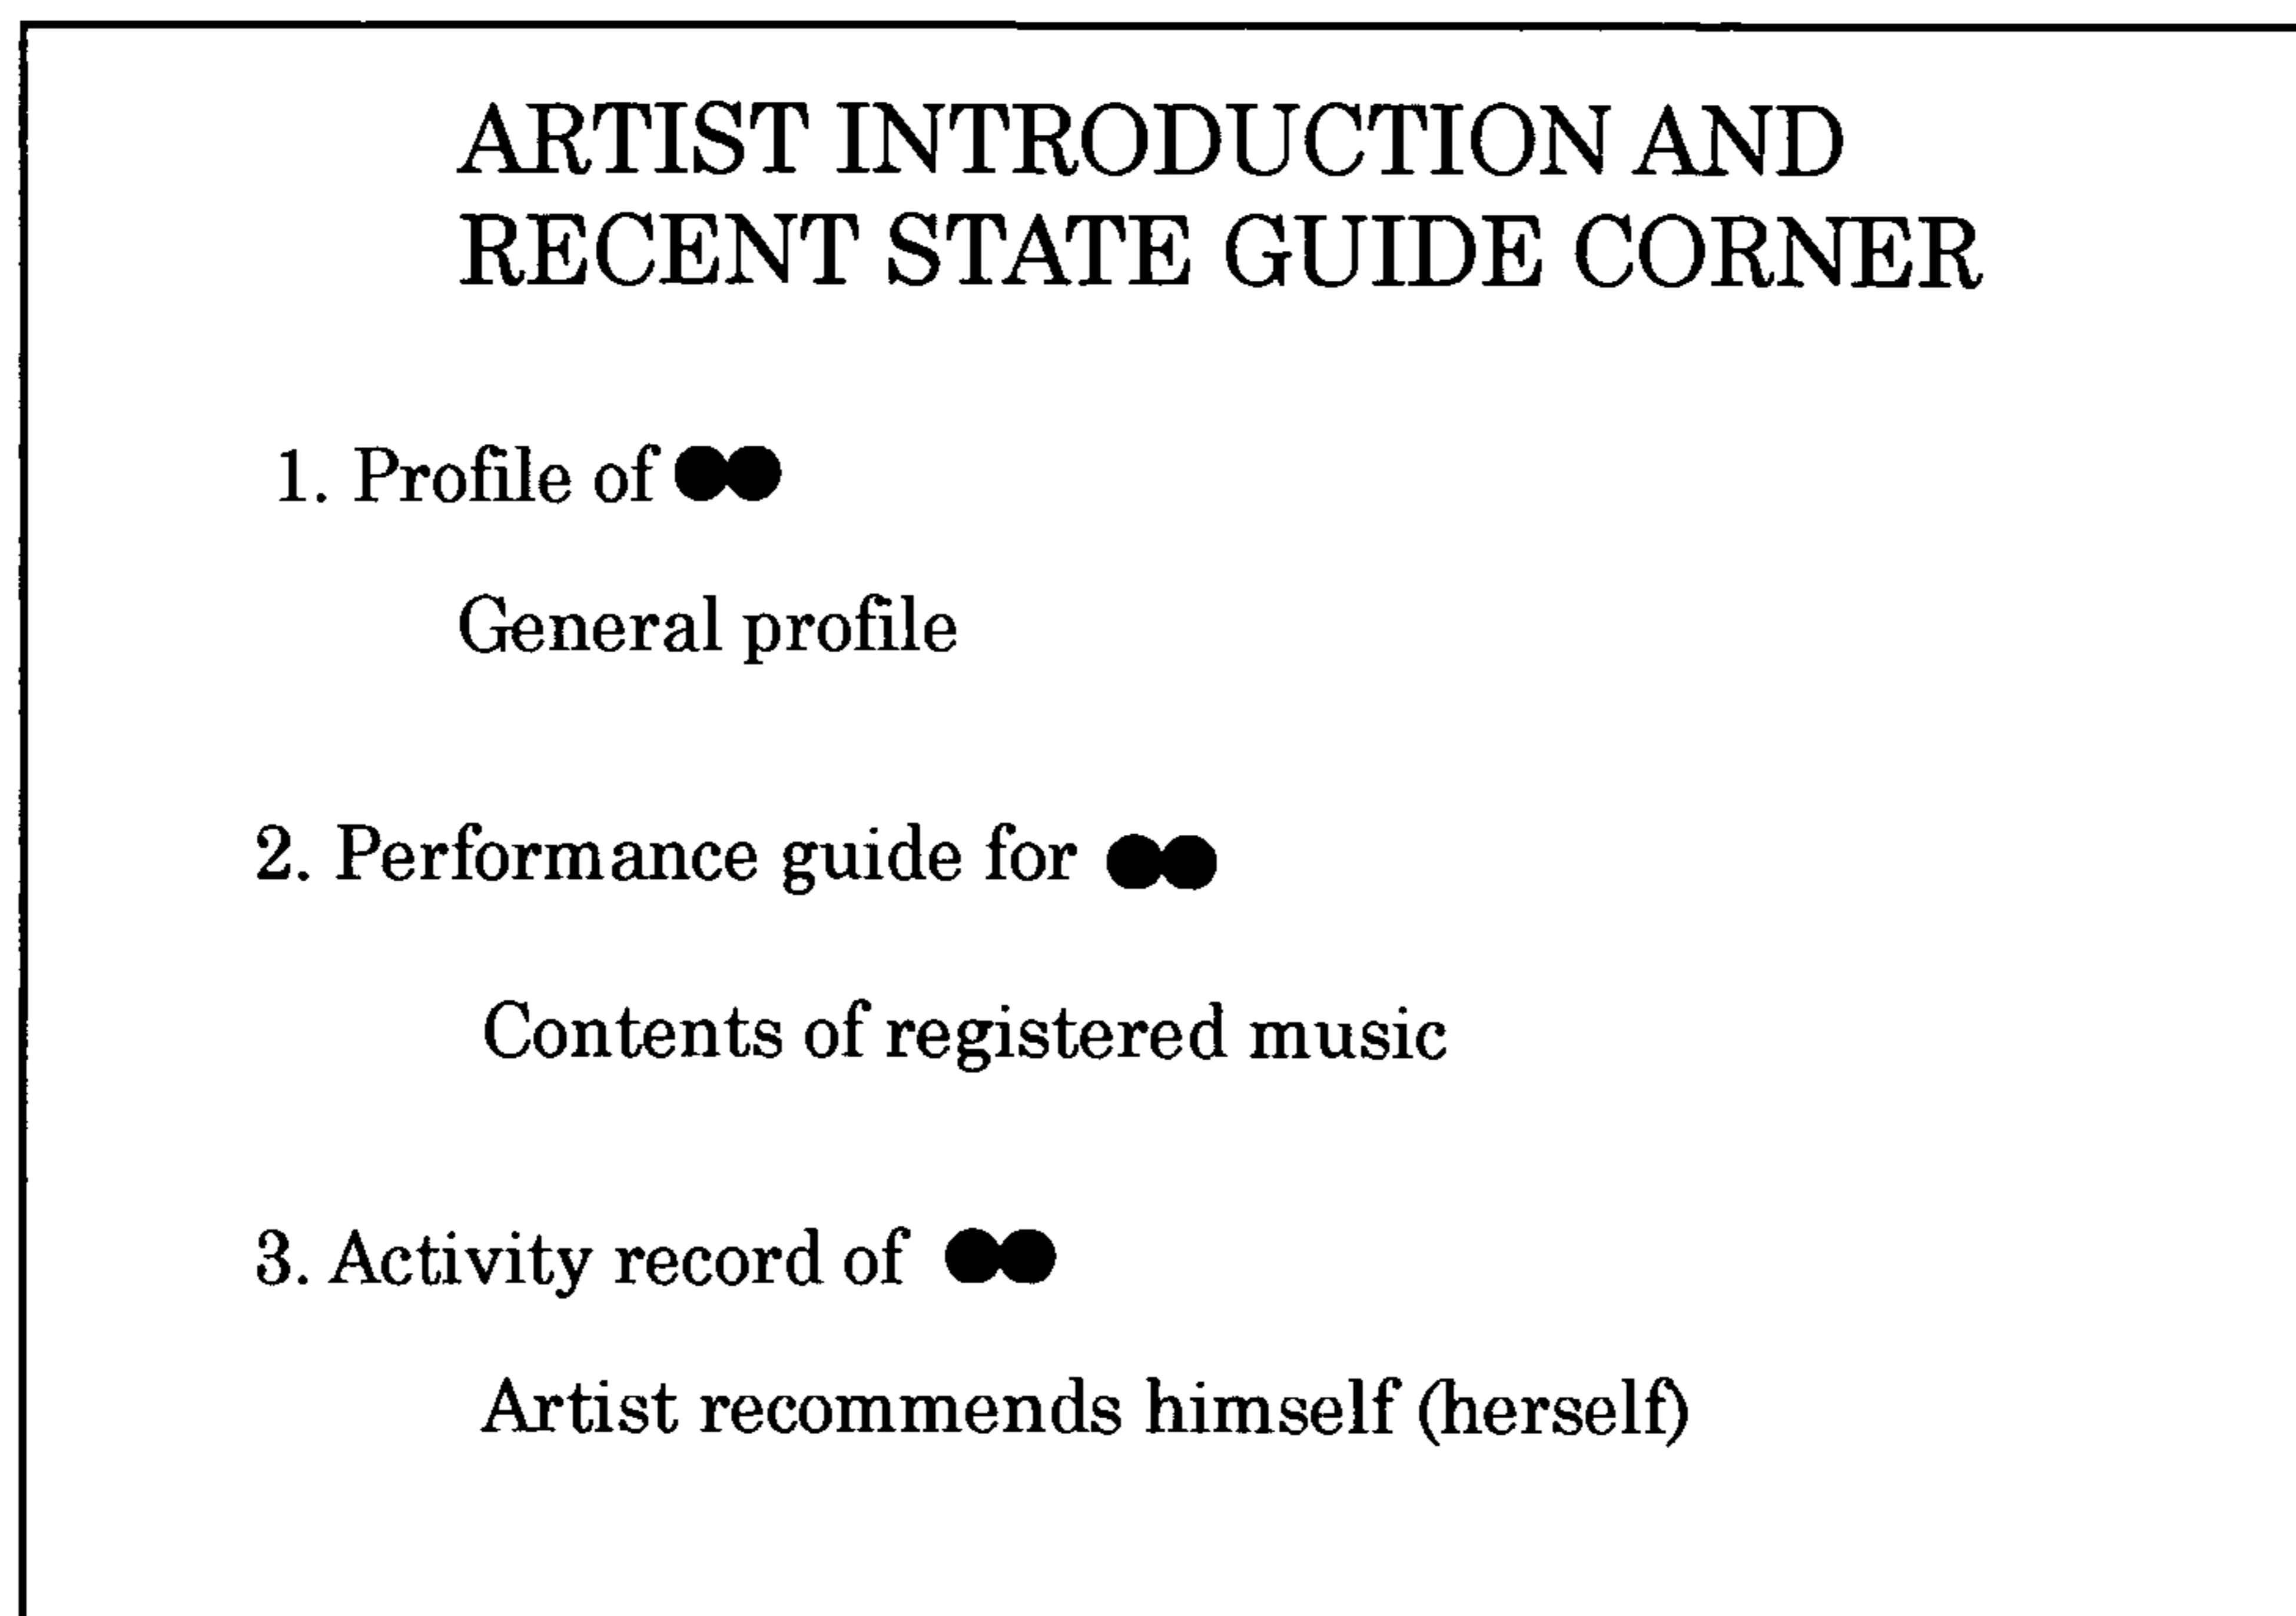 ARTIST INTRODUCTION AND
RECENT STATE GUIDE CORNER
1. Profile of ●●
General profile
2. Performance guide for ●●
Contents of registered music
3. Activity record of ●●
Artist recommends himself (herself)